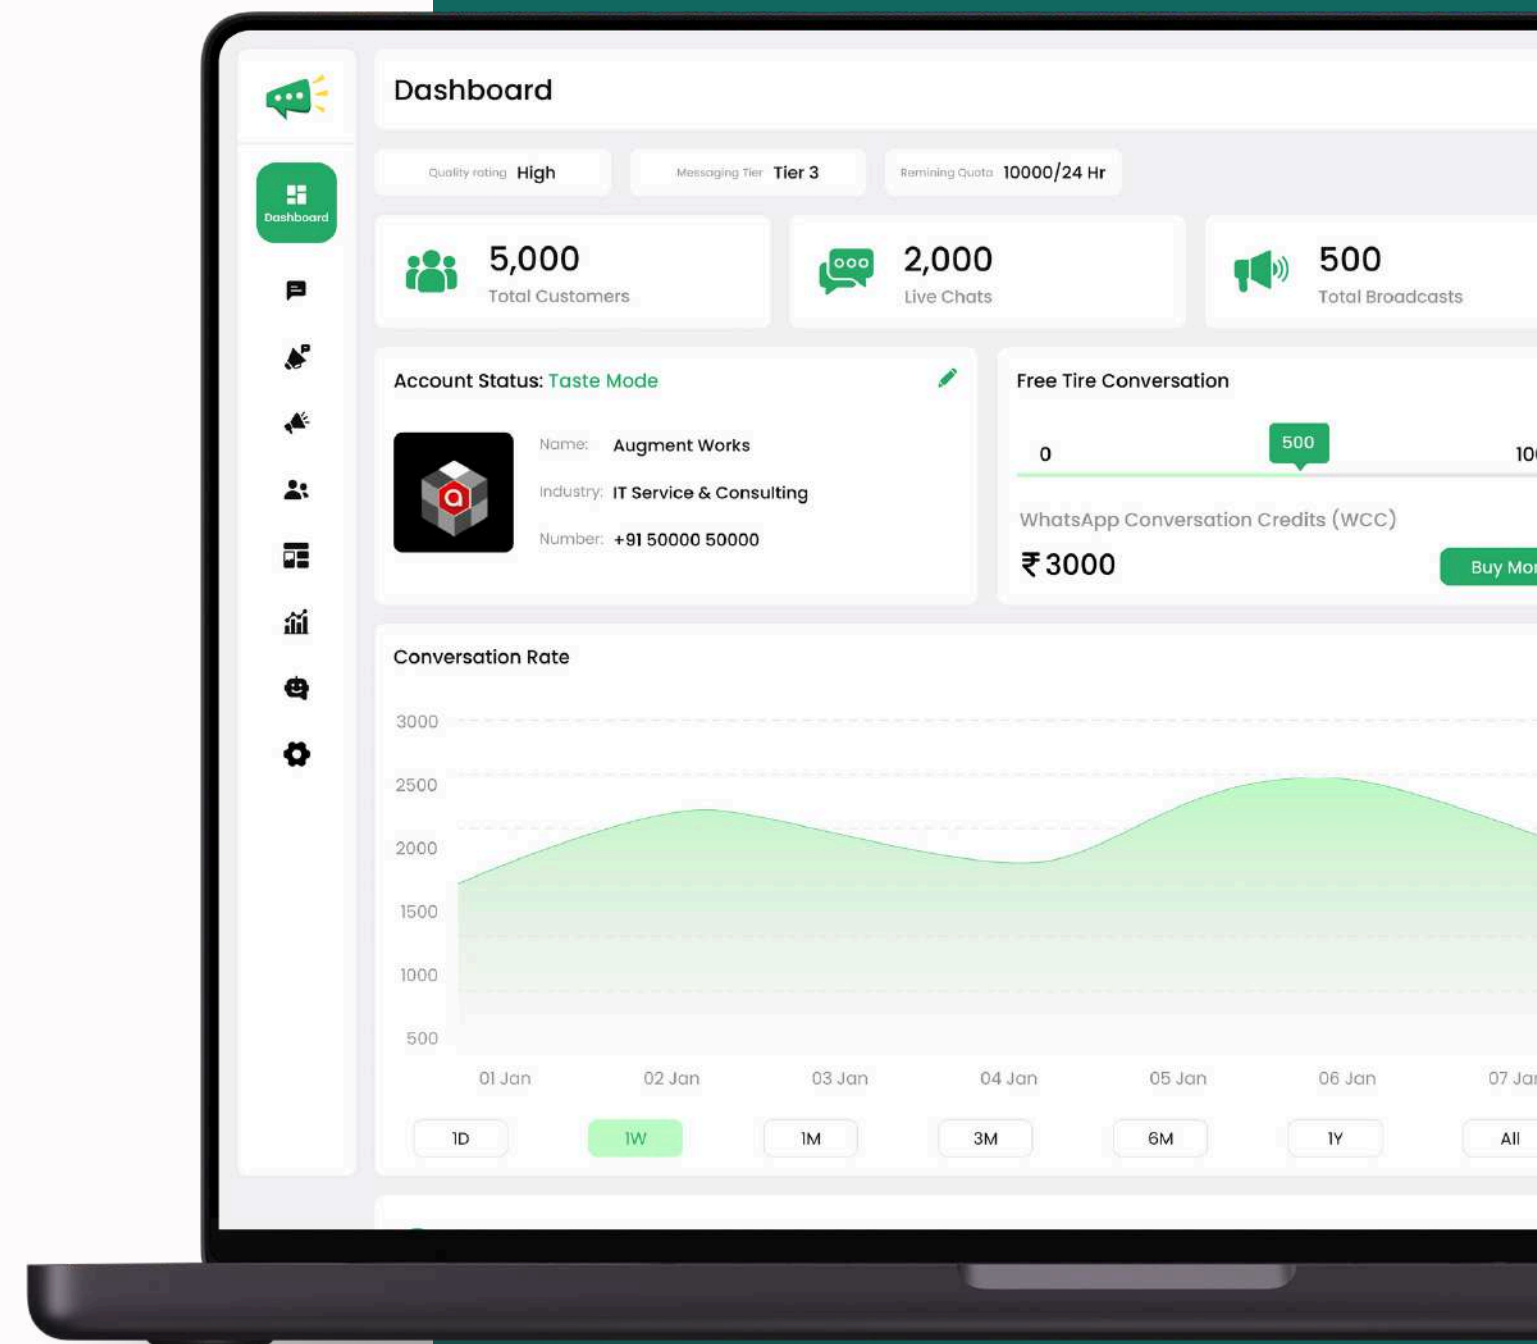 Dashboard
Quality rating High
Messaging Tier Tier 3
Remining Quota 10000/24 Hr
Dashboard
5,000
Total Customers
2,000
Live Chats
500
Total Broadcasts
Account Status: Taste Mode
Name: Augment Works
Industry: IT Service & Consulting
Number: +91 50000 50000
Free Tire Conversation
0
500
WhatsApp Conversation Credits (WCC)
₹3000
Buy Mor
Conversation Rate
3000
2500
2000
1500
1000
500
01 Jan 02 Jan 03 Jan 04 Jan 05 Jan 06 Jan 07 Jan
1D 1W 1M 3M 6M 1Y All